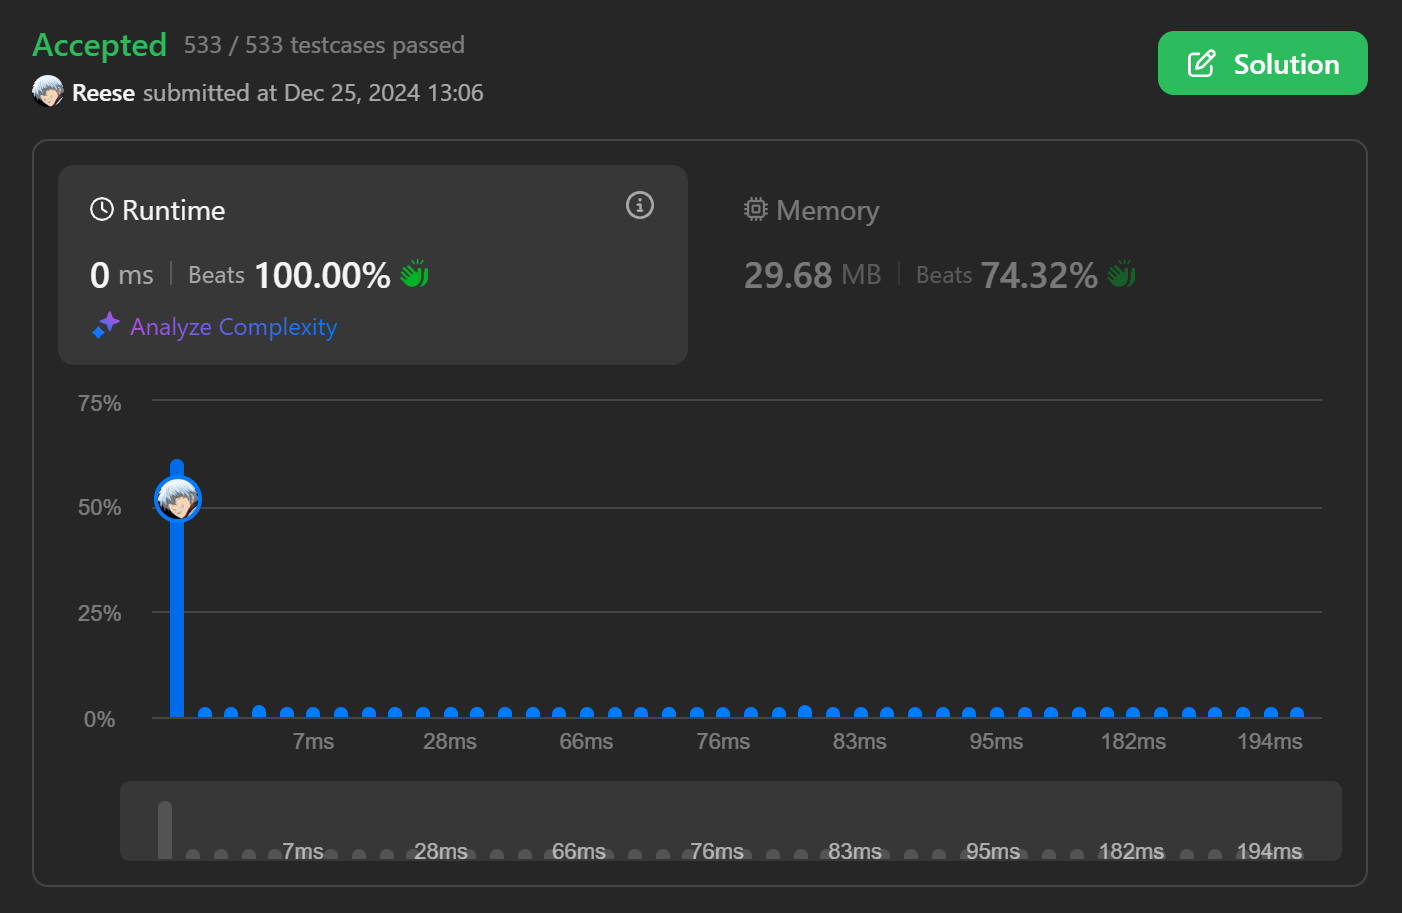 Accepted 533 / 533 testcases passed
Solution
Reese submitted at Dec 25, 2024 13:06
Runtime
0 ms Beats 100.00%
Analyze Complexity
Memory
29.68 MB Beats 74.32%
75%
50%
25%
0%
7ms 28ms 66ms 76ms 83ms 95ms 182ms 194ms
7ms 28ms 66ms 76ms 83ms 95ms 182ms 194ms